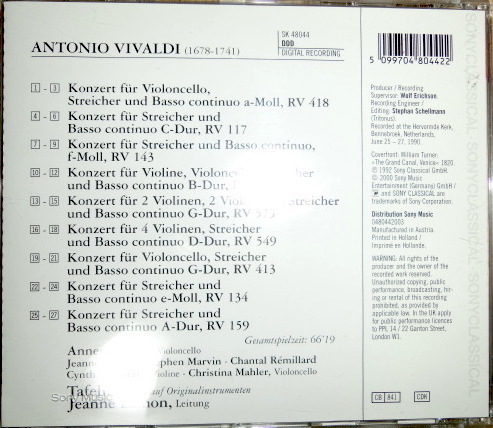 ANTONIO VIVALDI (1678-1741)
SK 48044
DDD
DIGITAL RECORDING
5 099704 804422
1 - 3 Konzert für Violoncello,
Streicher und Basso continuo a-Moll, RV 418
4 - 6 Konzert für Streicher und
Basso continuo C-Dur, RV 117
7 - 9 Konzert für Streicher und Basso continuo,
f-Moll, RV 143
10 - 12 Konzert für Violine,
und Basso continuo B-Dur,
13 - 15 Konzert für 2 Violinen, 2 Streicher
und Basso continuo G-Dur,
16 - 18 Konzert für 4 Violinen, Streicher
und Basso continuo D-Dur, RV 549
19 - 21 Konzert für Violoncello, Streicher
und Basso continuo G-Dur, RV 413
22 - 24 Konzert für Streicher und
Basso continuo e-Moll, RV 134
25 - 27 Konzert für Streicher und
Basso continuo A-Dur, RV 159
Gesamtspielzeit: 66'19
Violoncello
Marvin - Chantal Rémillard
Violine - Christina Mahler, Violoncello
auf Originalinstrumenten
Jeanne Leitung
Sony Music
Producer / Recording
Supervisor: Wolf Erichson
Recording Engineer /
Editing: Stephan Schellmann
(Tritonus).
Recorded at the Hervormde Kerk,
Bennebroek, Netherlands,
June 25 – 27, 1990.
Coverfront: William Turner:
»The Grand Canal, Venice« 1820.
℗ 1992 Sony Classical GmbH.
© 2000 Sony Music
Entertainment (Germany) GmbH /
and SONY CLASSICAL are
trademarks of Sony Corporation.
Distribution Sony Music
0480442003
Manufactured in Austria.
Printed in Holland /
Imprimé en Hollande.
WARNING: All rights of the
producer and the owner of the
recorded work reserved.
Unauthorized copying, public
performance, broadcasting, hi-
ring or rental of this recording
prohibited, as provided by
applicable law. In the UK apply
for public performance licences
to PPL 14 / 22 Ganton Street,
London W1.
CB 841
CDK
SONY CLASSICAL